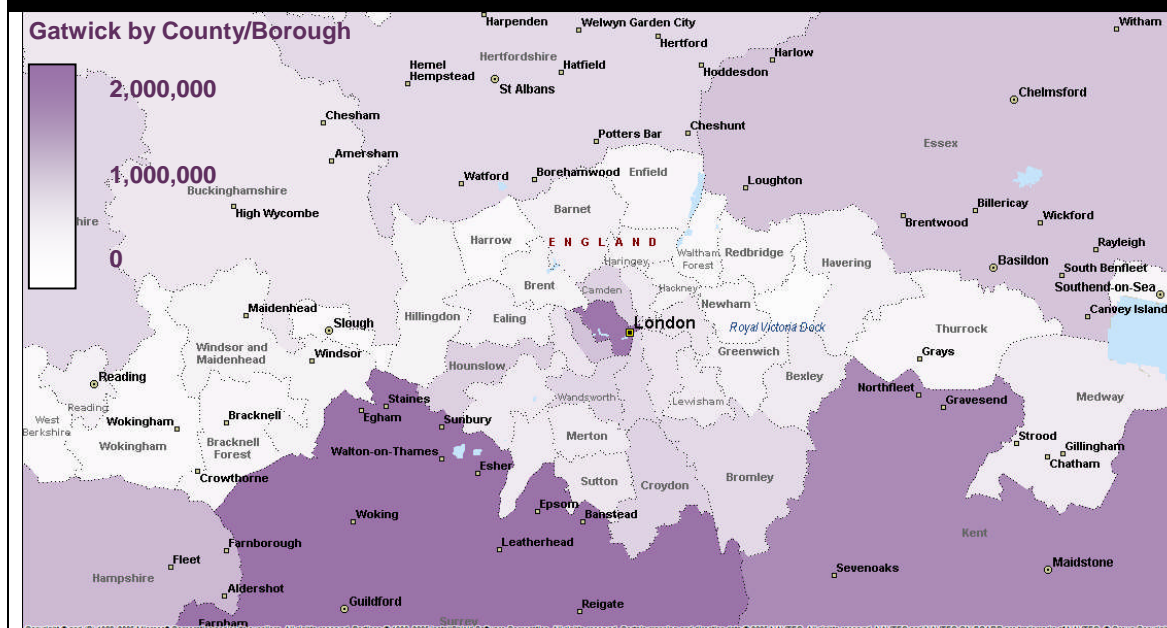 Gatwick by County/Borough
2,000,000
1,000,000
0
Harpenden
Welwyn Garden City
Witham
Hertfordshire
Hertford
Hemel
Hempstead
Hatfield
Harlow
Hoddesdon
St Albans
Chelmsford
Chesham
Cheshunt
Potters Bar
Essex
Amersham
Enfield
Buckinghamshire
Watford
Borehamwood
Loughton
hire
High Wycombe
Barnet
Billericay
Brentwood
Wickford
Harrow
ENGLAND
Haringey
Waltham
Forest
Redbridge
Havering
Rayleigh
Basildon
South Benfleet
Southend-on-Sea
Brent
Camden
Hackney
Newham
Maidenhead
Hillingdon
Ealing
London
Royal Victoria Dock
Canvey Island
Slough
Thurrock
Windsor and
Maidenhead
Windsor
Hounslow
Greenwich
Grays
Reading
Bexley
Northfleet
Gravesend
Medway
Reading
West
Berkshire
Wokingham
Bracknell
Staines
Egham
Sunbury
Wandsworth
Lewisham
Wokingham
Bracknell
Forest
Walton-on-Thames
Merton
Strood
Gillingham
Chatham
Crowthorne
Esher
Sutton
Croydon
Bromley
Epsom
Banstead
Woking
Leatherhead
Kent
Farnborough
Fleet
Hampshire
Sevenoaks
Maidstone
Aldershot
Guildford
Reigate
Farnham
Surrey